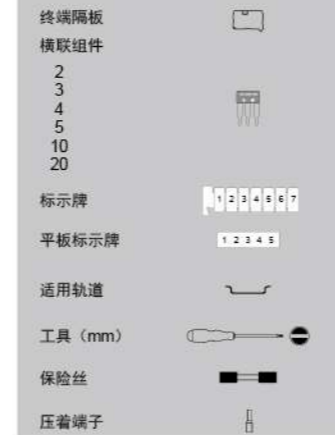 终端隔板
横联组件
2
3
4
5
10
20
标示牌 1 2 3 4 5 6 7
平板标示牌 1 2 3 4 5
适用轨道
工具（mm）
保险丝
压着端子